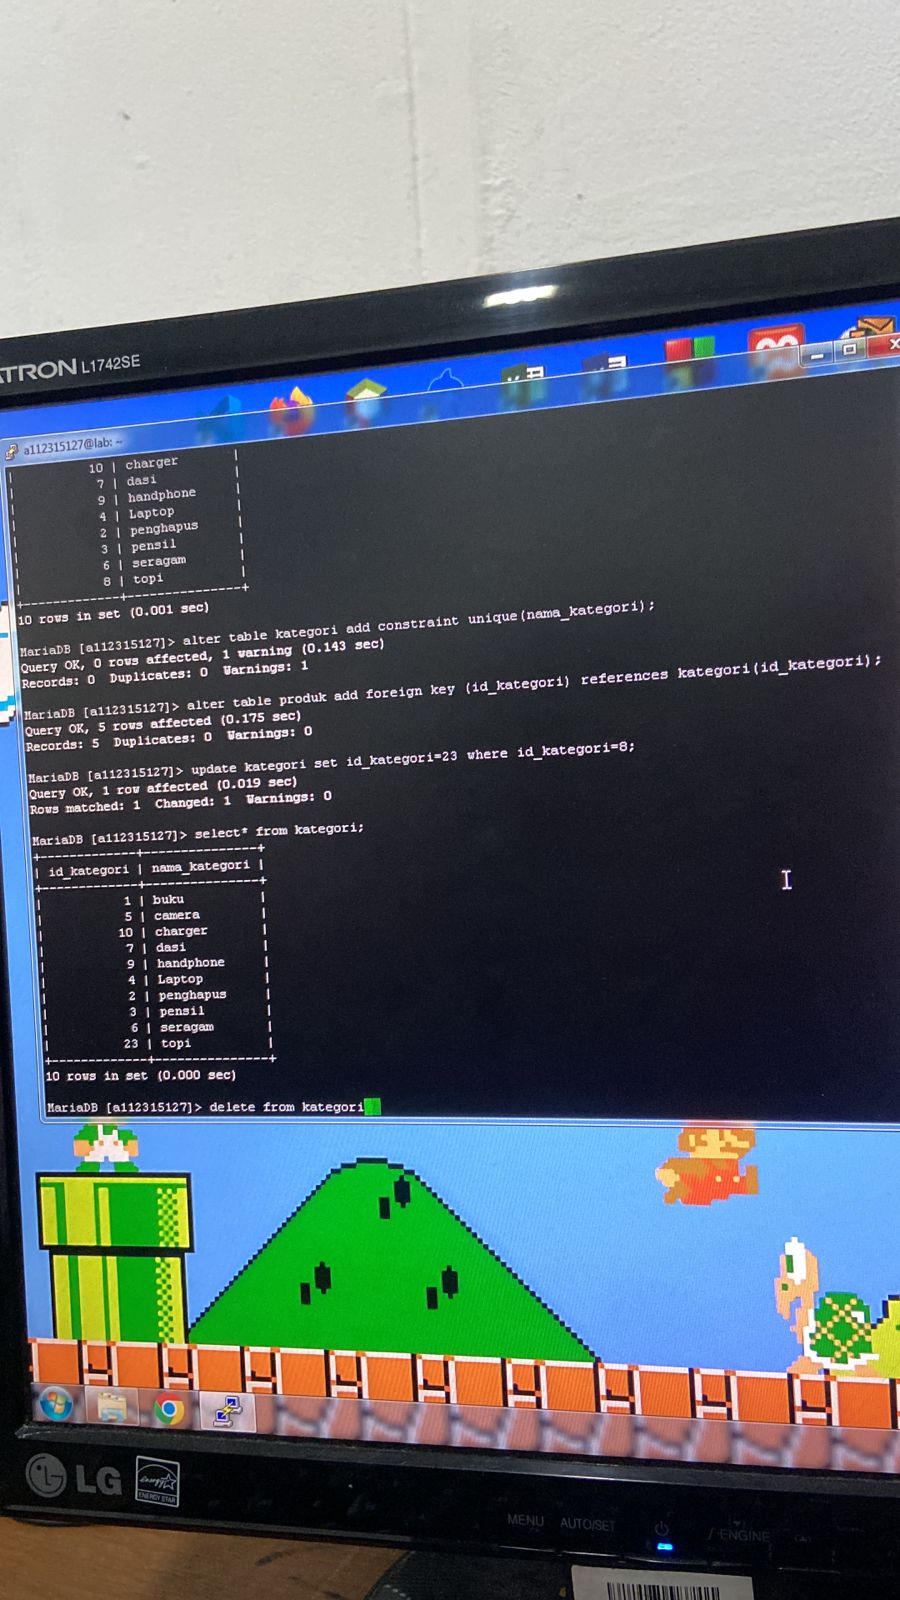 TRON L1742SE
a112315127@lab: ~
| 10 | charger |
| 7 | dasi |
| 9 | handphone |
| 4 | Laptop |
| 2 | penghapus |
| 3 | pensil |
| 6 | seragam |
| 8 | topi |
+-------------+---------------+
10 rows in set (0.001 sec)
MariaDB [a112315127]> alter table kategori add constraint unique(nama_kategori);
Query OK, 0 rows affected, 1 warning (0.143 sec)
Records: 0  Duplicates: 0  Warnings: 1
MariaDB [a112315127]> alter table produk add foreign key (id_kategori) references kategori(id_kategori);
Query OK, 5 rows affected (0.175 sec)
Records: 5  Duplicates: 0  Warnings: 0
MariaDB [a112315127]> update kategori set id_kategori=23 where id_kategori=8;
Query OK, 1 row affected (0.019 sec)
Rows matched: 1  Changed: 1  Warnings: 0
MariaDB [a112315127]> select* from kategori;
+-------------+---------------+
| id_kategori | nama_kategori |
+-------------+---------------+
| 1 | buku |
| 5 | camera |
| 10 | charger |
| 7 | dasi |
| 9 | handphone |
| 4 | Laptop |
| 2 | penghapus |
| 3 | pensil |
| 6 | seragam |
| 23 | topi |
+-------------+---------------+
10 rows in set (0.000 sec)
MariaDB [a112315127]> delete from kategori
LG
energy
ENERGY STAR
MENU AUTO/SET / ENGINE